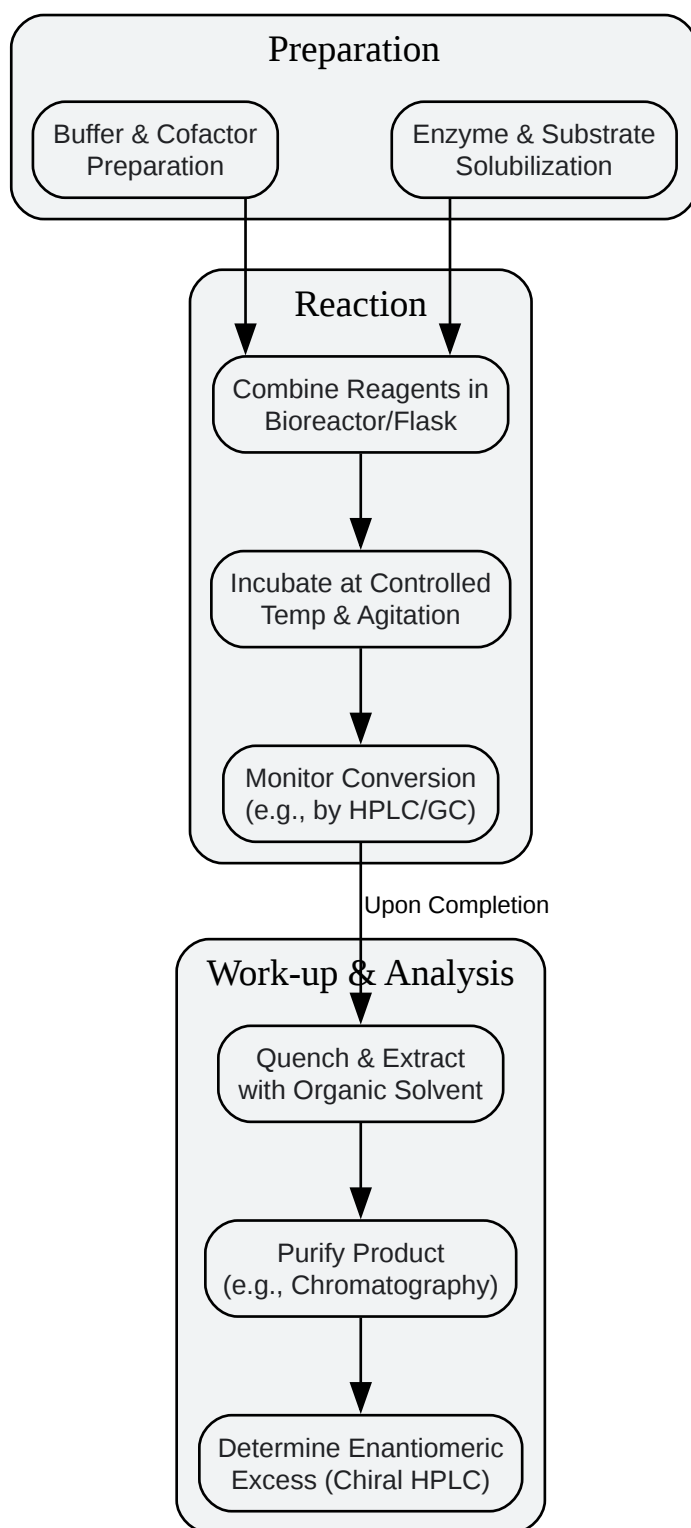 Preparation
Buffer & Cofactor
Preparation
Enzyme & Substrate
Solubilization
Reaction
Combine Reagents in
Bioreactor/Flask
Incubate at Controlled
Temp & Agitation
Monitor Conversion
(e.g., by HPLC/GC)
Upon Completion
Work-up & Analysis
Quench & Extract
with Organic Solvent
Purify Product
(e.g., Chromatography)
Determine Enantiomeric
Excess (Chiral HPLC)